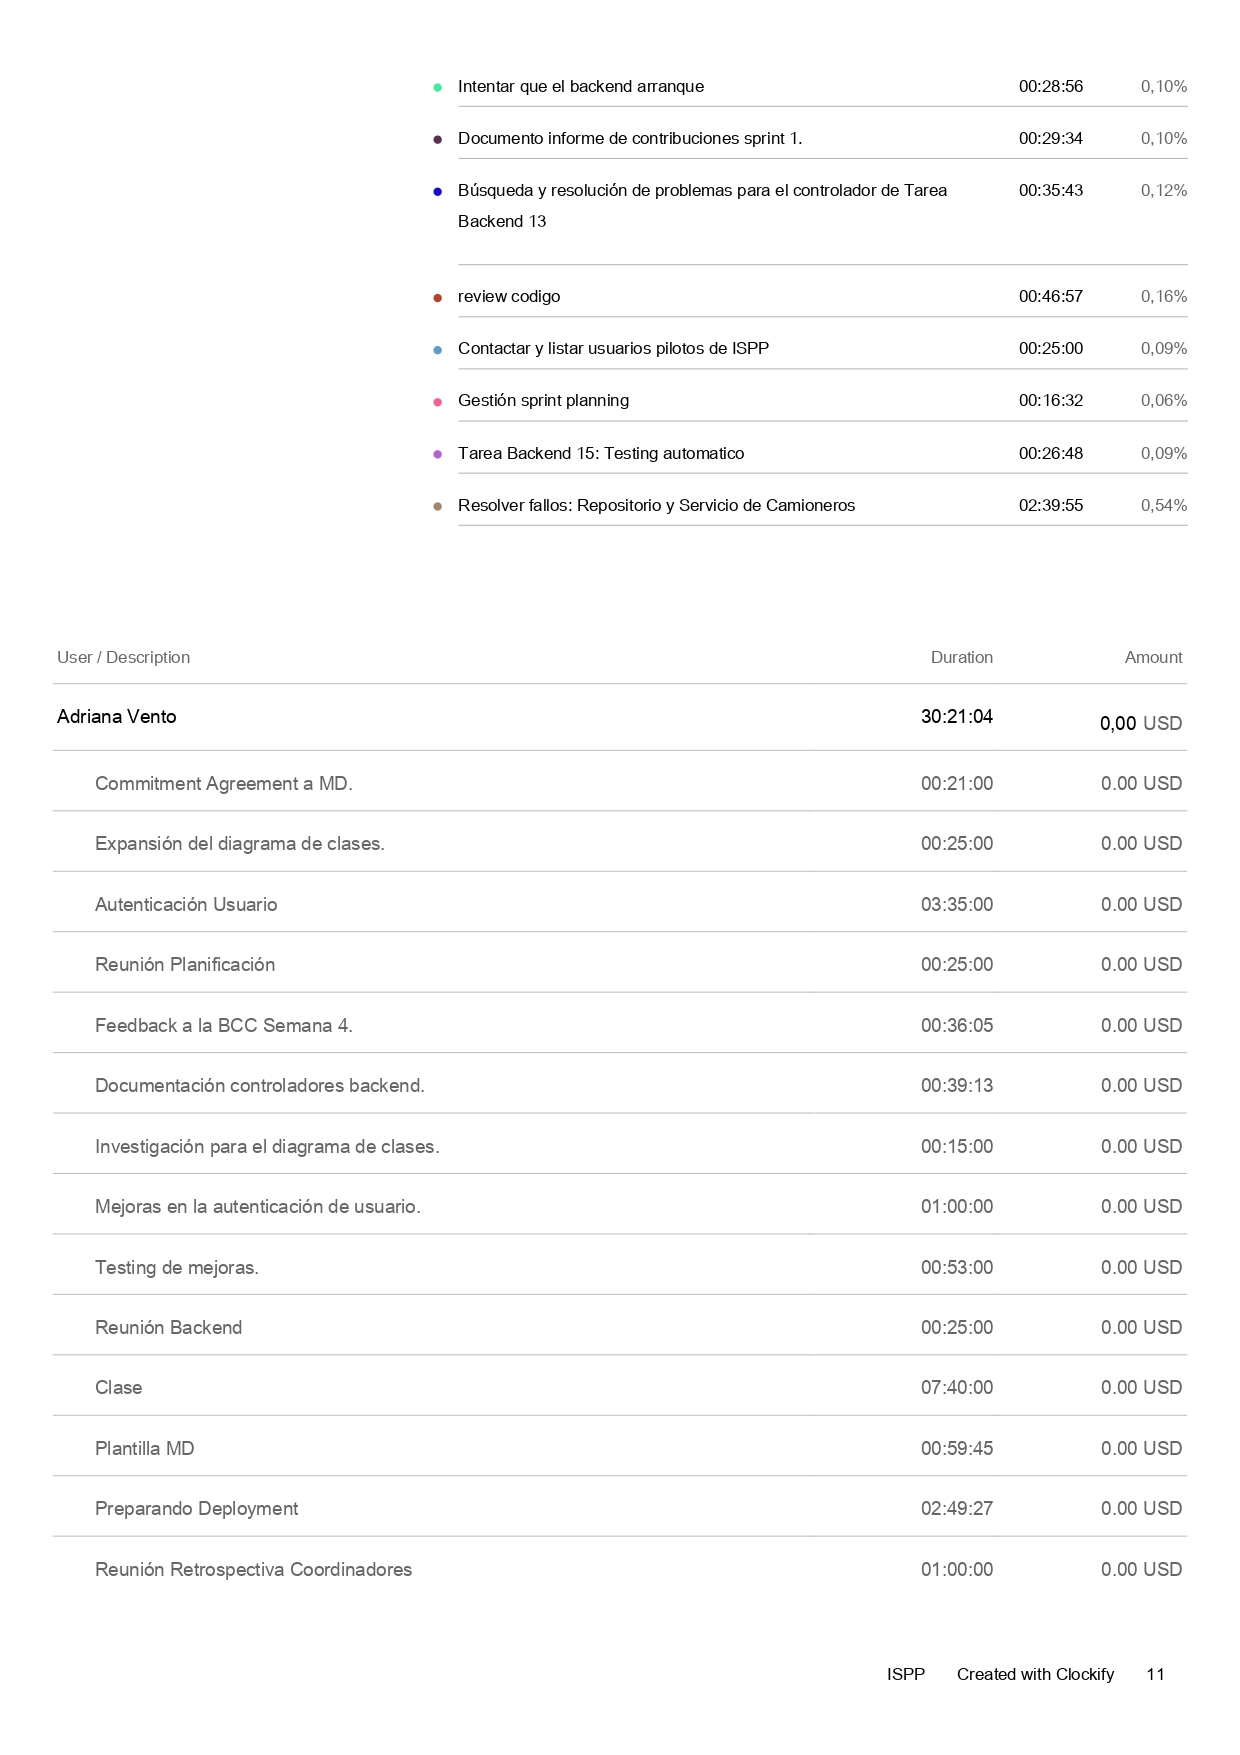 Intentar que el backend arranque 00:28:56 0,10%
Documento informe de contribuciones sprint 1. 00:29:34 0,10%
Búsqueda y resolución de problemas para el controlador de Tarea 00:35:43 0,12%
Backend 13
review codigo 00:46:57 0,16%
Contactar y listar usuarios pilotos de ISPP 00:25:00 0,09%
Gestión sprint planning 00:16:32 0,06%
Tarea Backend 15: Testing automatico 00:26:48 0,09%
Resolver fallos: Repositorio y Servicio de Camioneros 02:39:55 0,54%
User / Description Duration Amount
Adriana Vento 30:21:04 0,00 USD
Commitment Agreement a MD. 00:21:00 0.00 USD
Expansión del diagrama de clases. 00:25:00 0.00 USD
Autenticación Usuario 03:35:00 0.00 USD
Reunión Planificación 00:25:00 0.00 USD
Feedback a la BCC Semana 4. 00:36:05 0.00 USD
Documentación controladores backend. 00:39:13 0.00 USD
Investigación para el diagrama de clases. 00:15:00 0.00 USD
Mejoras en la autenticación de usuario. 01:00:00 0.00 USD
Testing de mejoras. 00:53:00 0.00 USD
Reunión Backend 00:25:00 0.00 USD
Clase 07:40:00 0.00 USD
Plantilla MD 00:59:45 0.00 USD
Preparando Deployment 02:49:27 0.00 USD
Reunión Retrospectiva Coordinadores 01:00:00 0.00 USD
ISPP Created with Clockify 11